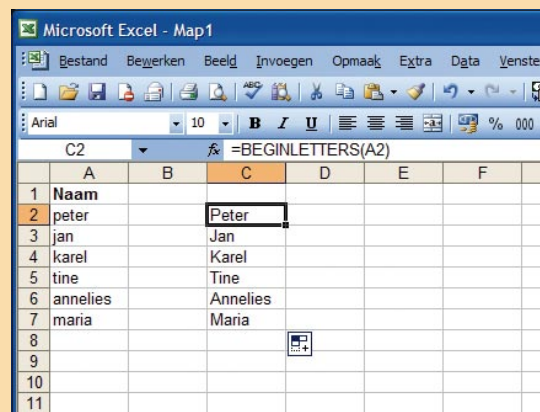 Microsoft Excel - Map1
Bestand Bewerken Beeld Invoegen Opmaak Extra Data Venste
ABC
Arial 10 B I U a % 000
C2 fx =BEGINLETTERS(A2)
A B C D E F
1 Naam
2 peter Peter
3 jan Jan
4 karel Karel
5 tine Tine
6 annelies Annelies
7 maria Maria
8
9
10
11